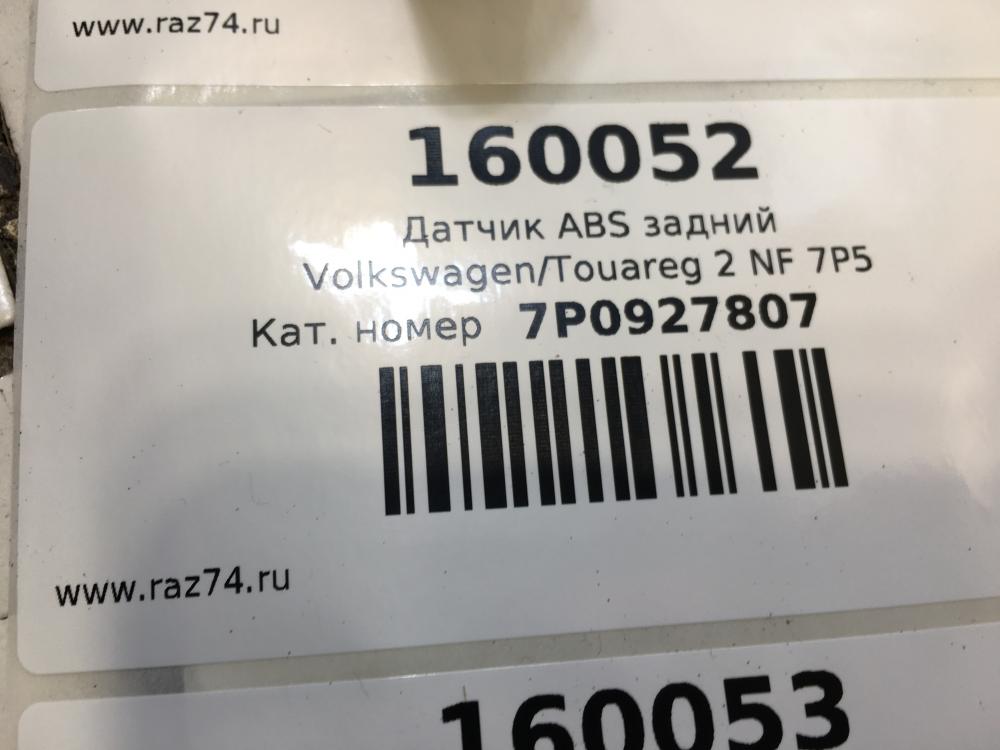 www.raz74.ru
160052
Датчик ABS задний
Volkswagen/Touareg 2 NF 7P5
Кат. номер 7P0927807
www.raz74.ru
160053